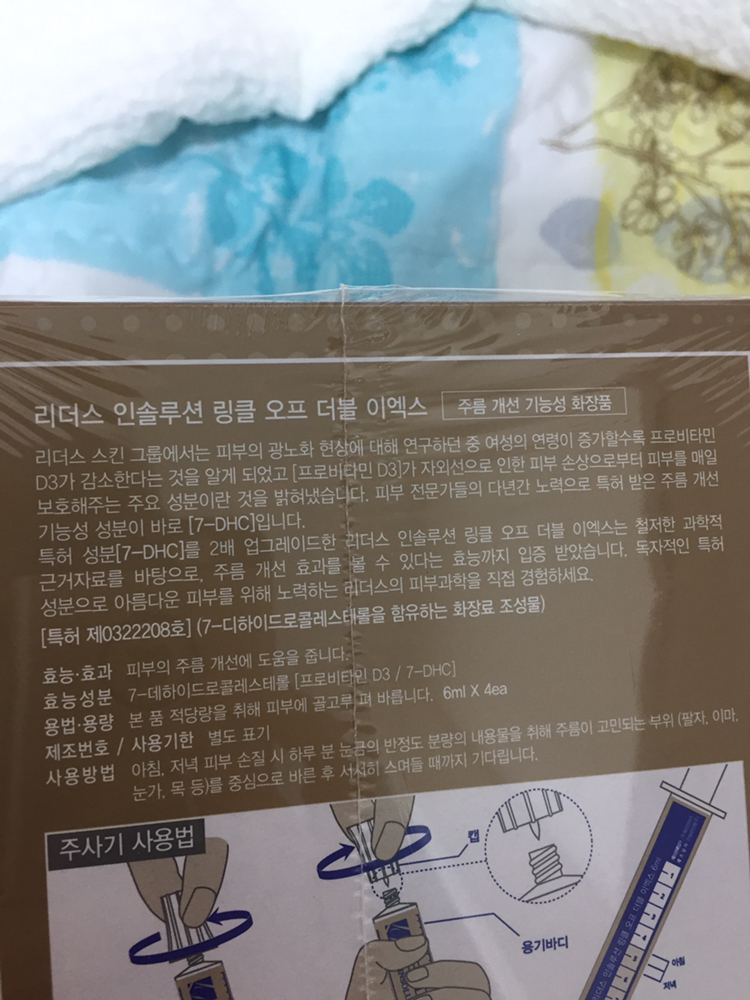 리더스 인솔루션 링클 오프 더블 이엑스 주름 개선 기능성 화장품
리더스 스킨 그룹에서는 피부의 광노화 현상에 대해 연구하던 중 여성의 연령이 증가할수록 프로비타민
D3가 감소한다는 것을 알게 되었고 [프로비타민 D3]가 자외선으로 인한 피부 손상으로부터 피부를 매일
보호해주는 주요 성분이란 것을 밝혀냈습니다. 피부 전문가들의 다년간 노력으로 특허 받은 주름 개선
기능성 성분이 바로 [7-DHC]입니다.
특허 성분[7-DHC]를 2배 업그레이드한 리더스 인솔루션 링클 오프 더블 이엑스는 철저한 과학적
근거자료를 바탕으로, 주름 개선 효과를 볼 수 있다는 효능까지 입증 받았습니다. 독자적인 특허
성분으로 아름다운 피부를 위해 노력하는 리더스의 피부과학을 직접 경험하세요.
[특허 제0322208호] (7-디하이드로콜레스테롤을 함유하는 화장료 조성물)
효능·효과 피부의 주름 개선에 도움을 줍니다.
효능성분 7-데하이드로콜레스테롤 [프로비타민 D3 / 7-DHC]
용법·용량 본 품 적당량을 취해 피부에 골고루 펴 바릅니다. 6ml X 4ea
제조번호 / 사용기한 별도 표기
사용방법 아침, 저녁 피부 손질 시 하루 분 눈금의 반정도 분량의 내용물을 취해 주름이 고민되는 부위 (팔자, 이마,
눈가, 목 등)를 중심으로 바른 후 서서히 스며들 때까지 기다립니다.
주사기 사용법
캡
용기바디
리더스 인솔루션 링클 오프 더블 이엑스 6ml
아침
저녁